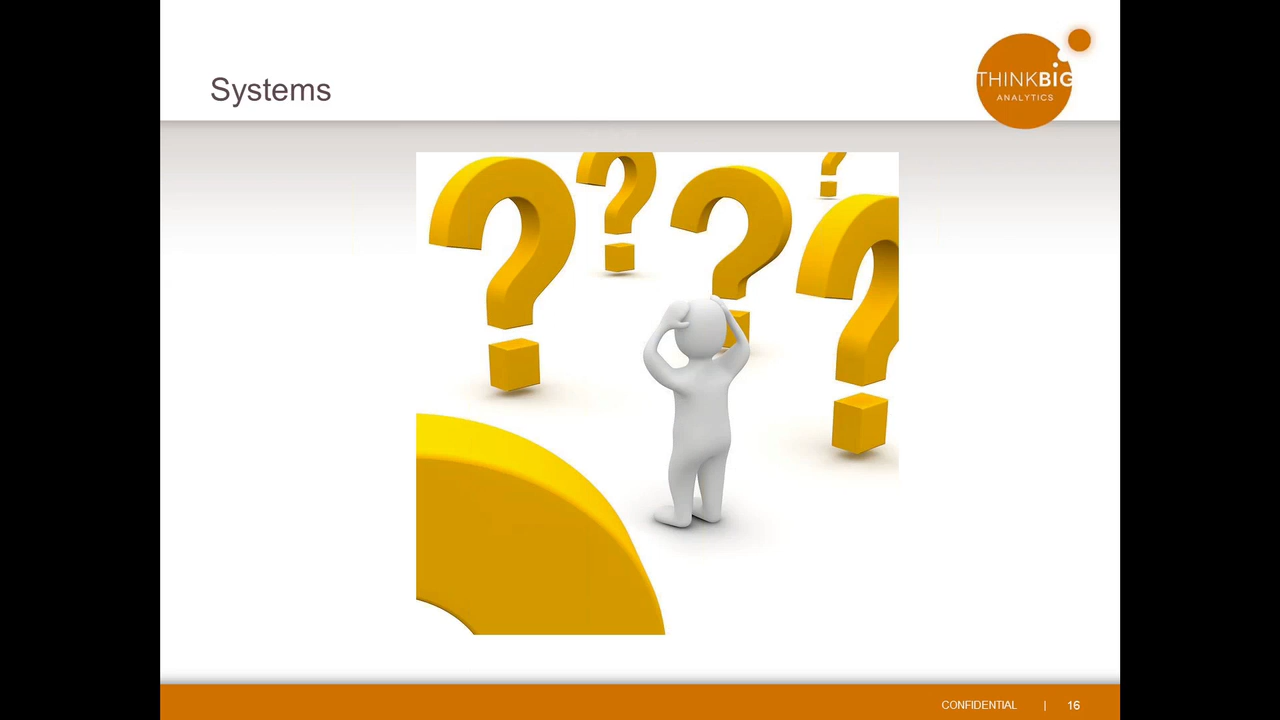 Systems
THINKBIG
ANALYTICS
CONFIDENTIAL | 16